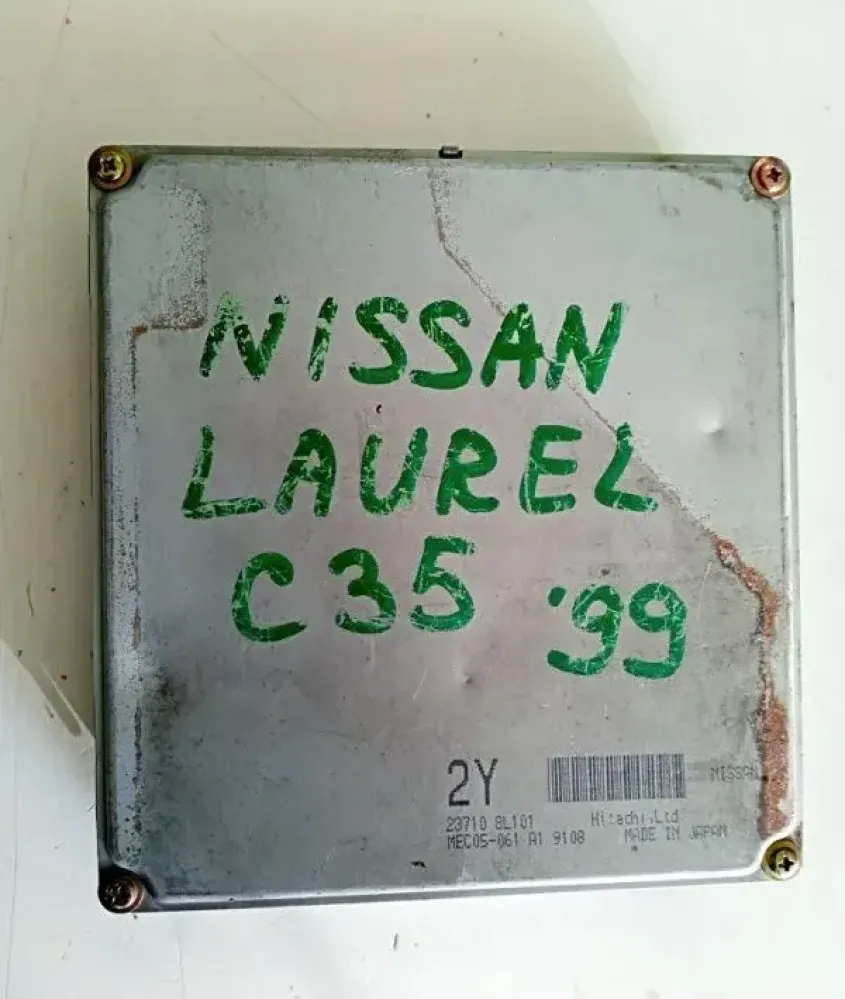 NISSAN
LAUREL
C35 '99
2Y
NISSAN
23710 8L101 Hitachi,Ltd
MEC05-061 A1 9108 MADE IN JAPAN